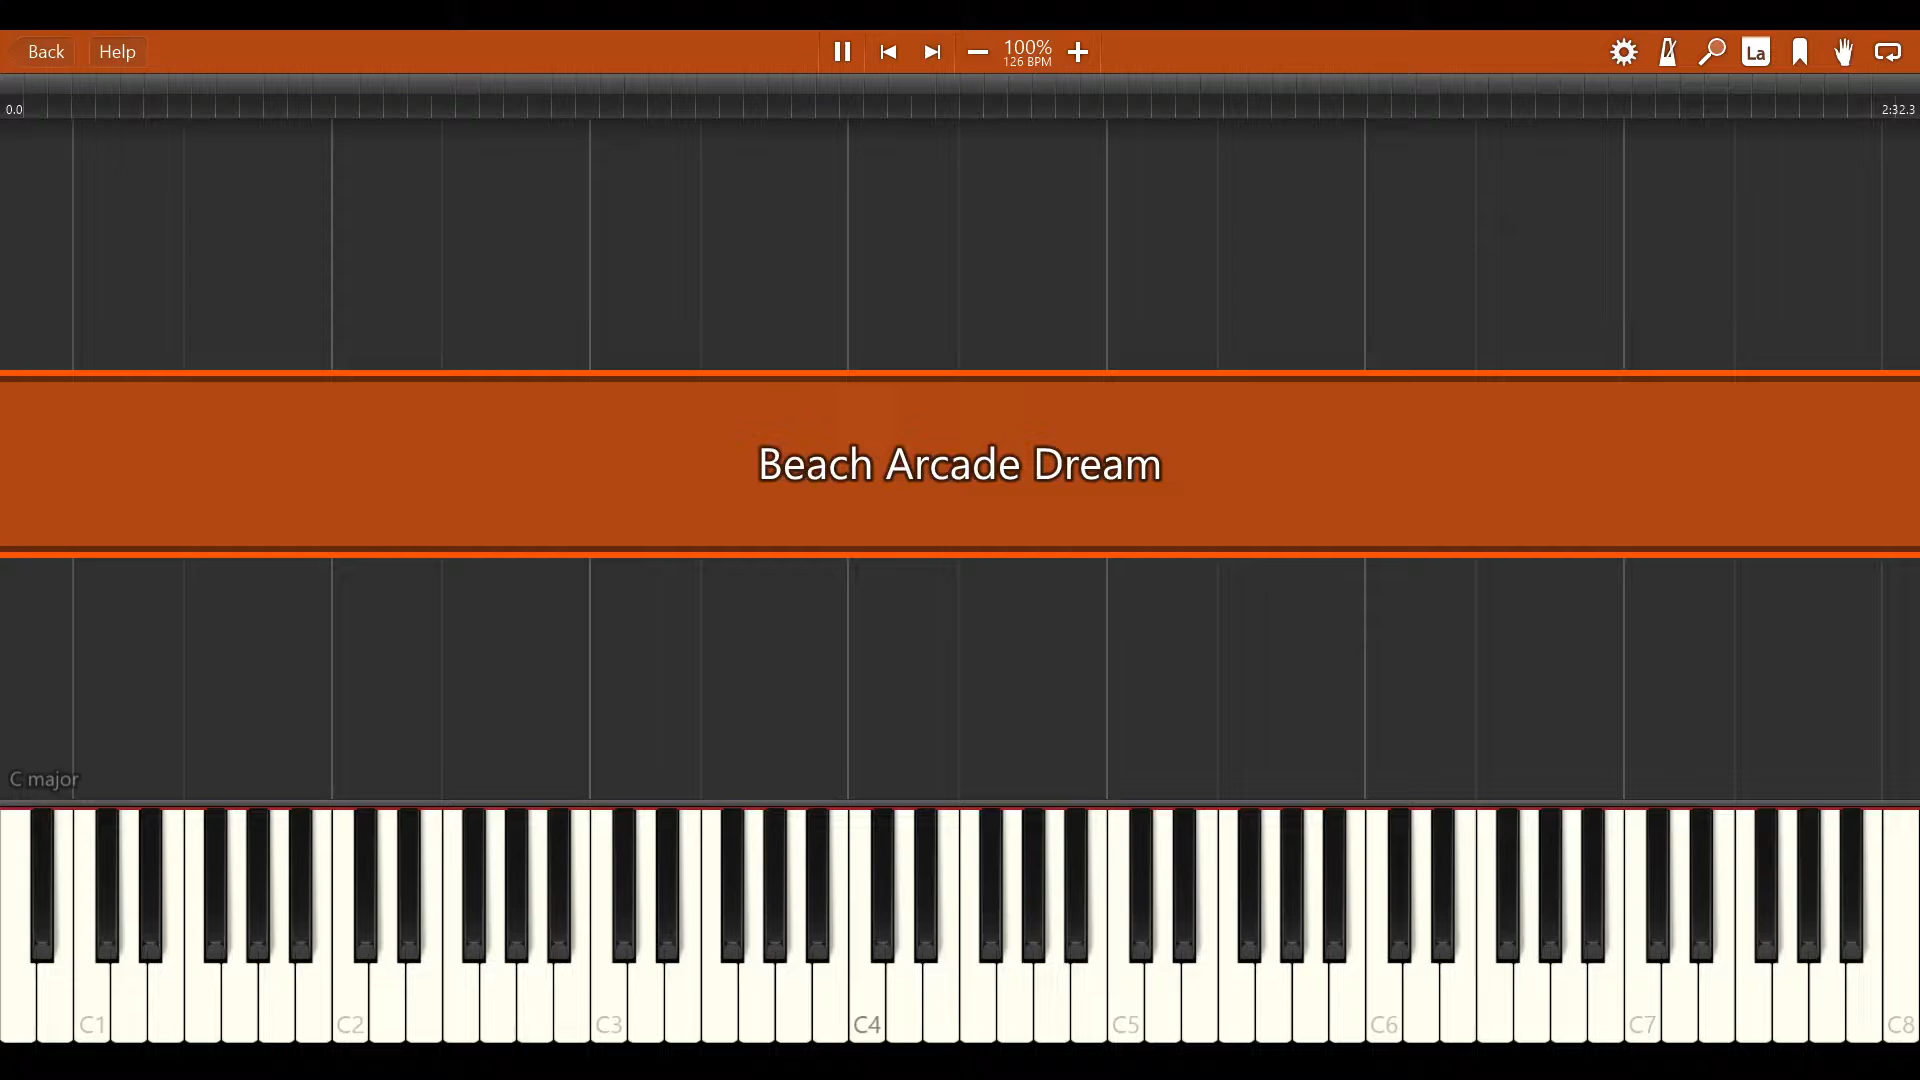 Back Help 100% La
126 BPM
0.0 2:32.3
Beach Arcade Dream
C major
C1 C2 C3 C4 C5 C6 C7 C8